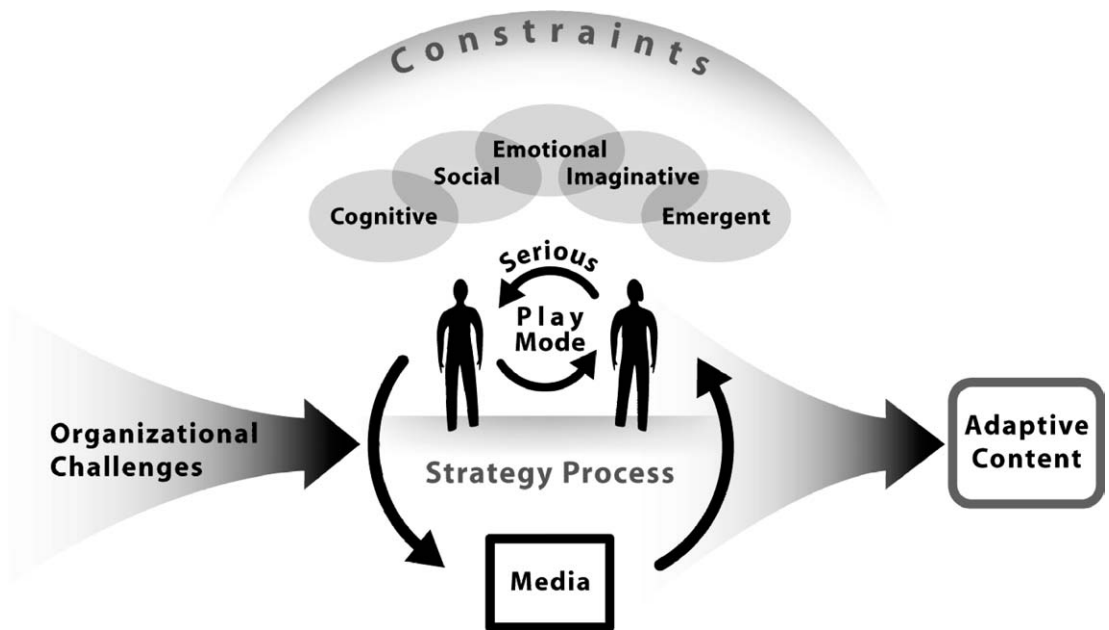 Constraints
Emotional
Social
Imaginative
Cognitive
Emergent
Serious
Play
Mode
Organizational
Challenges
Strategy Process
Adaptive
Content
Media